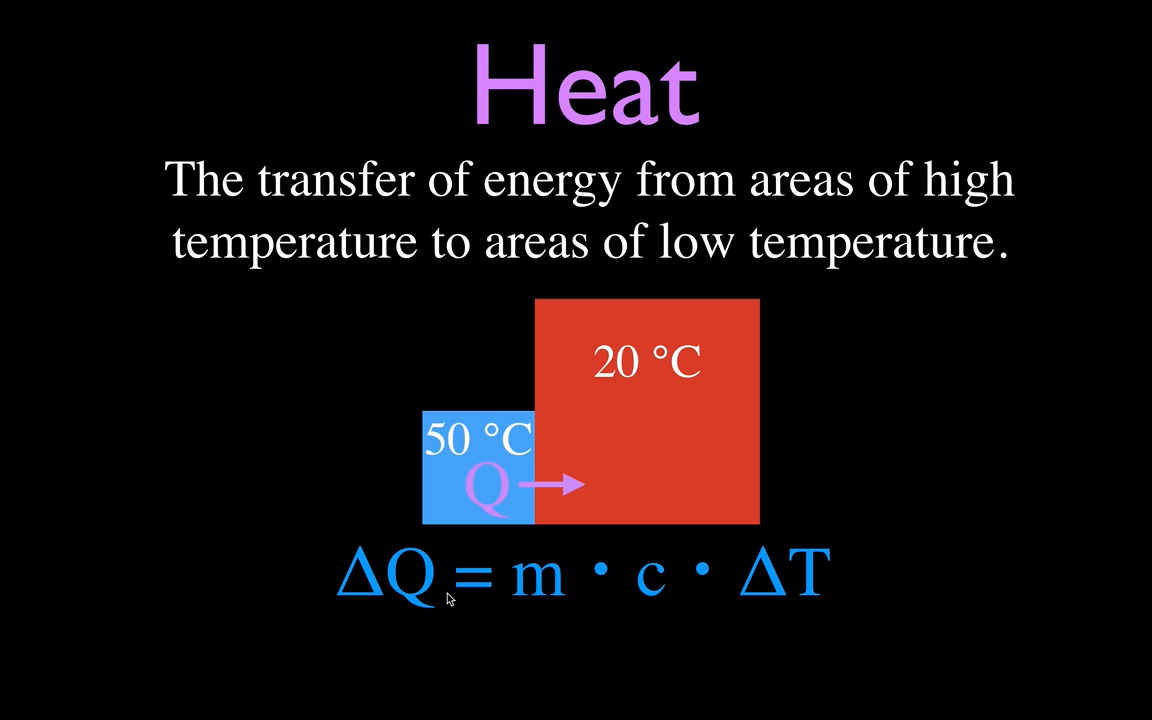 Heat
The transfer of energy from areas of high
temperature to areas of low temperature.
20 °C
50 °C
Q
ΔQ = m · c · ΔT